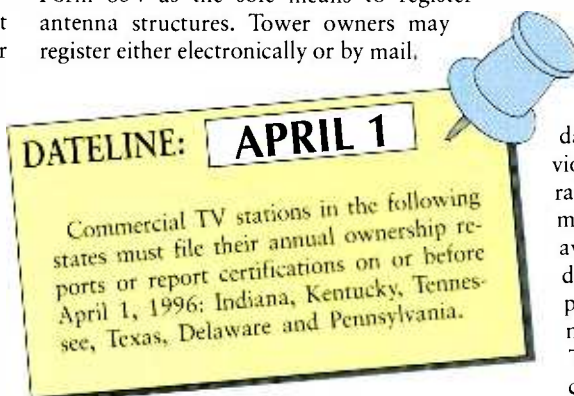 Form 854 as the sole means to register
antenna structures. Tower owners may
register either electronically or by mail.
DATELINE: APRIL 1
Commercial TV stations in the following
states must file their annual ownership re-
ports or report certifications on or before
April 1, 1996: Indiana, Kentucky, Tennes-
see, Texas, Delaware and Pennsylvania.